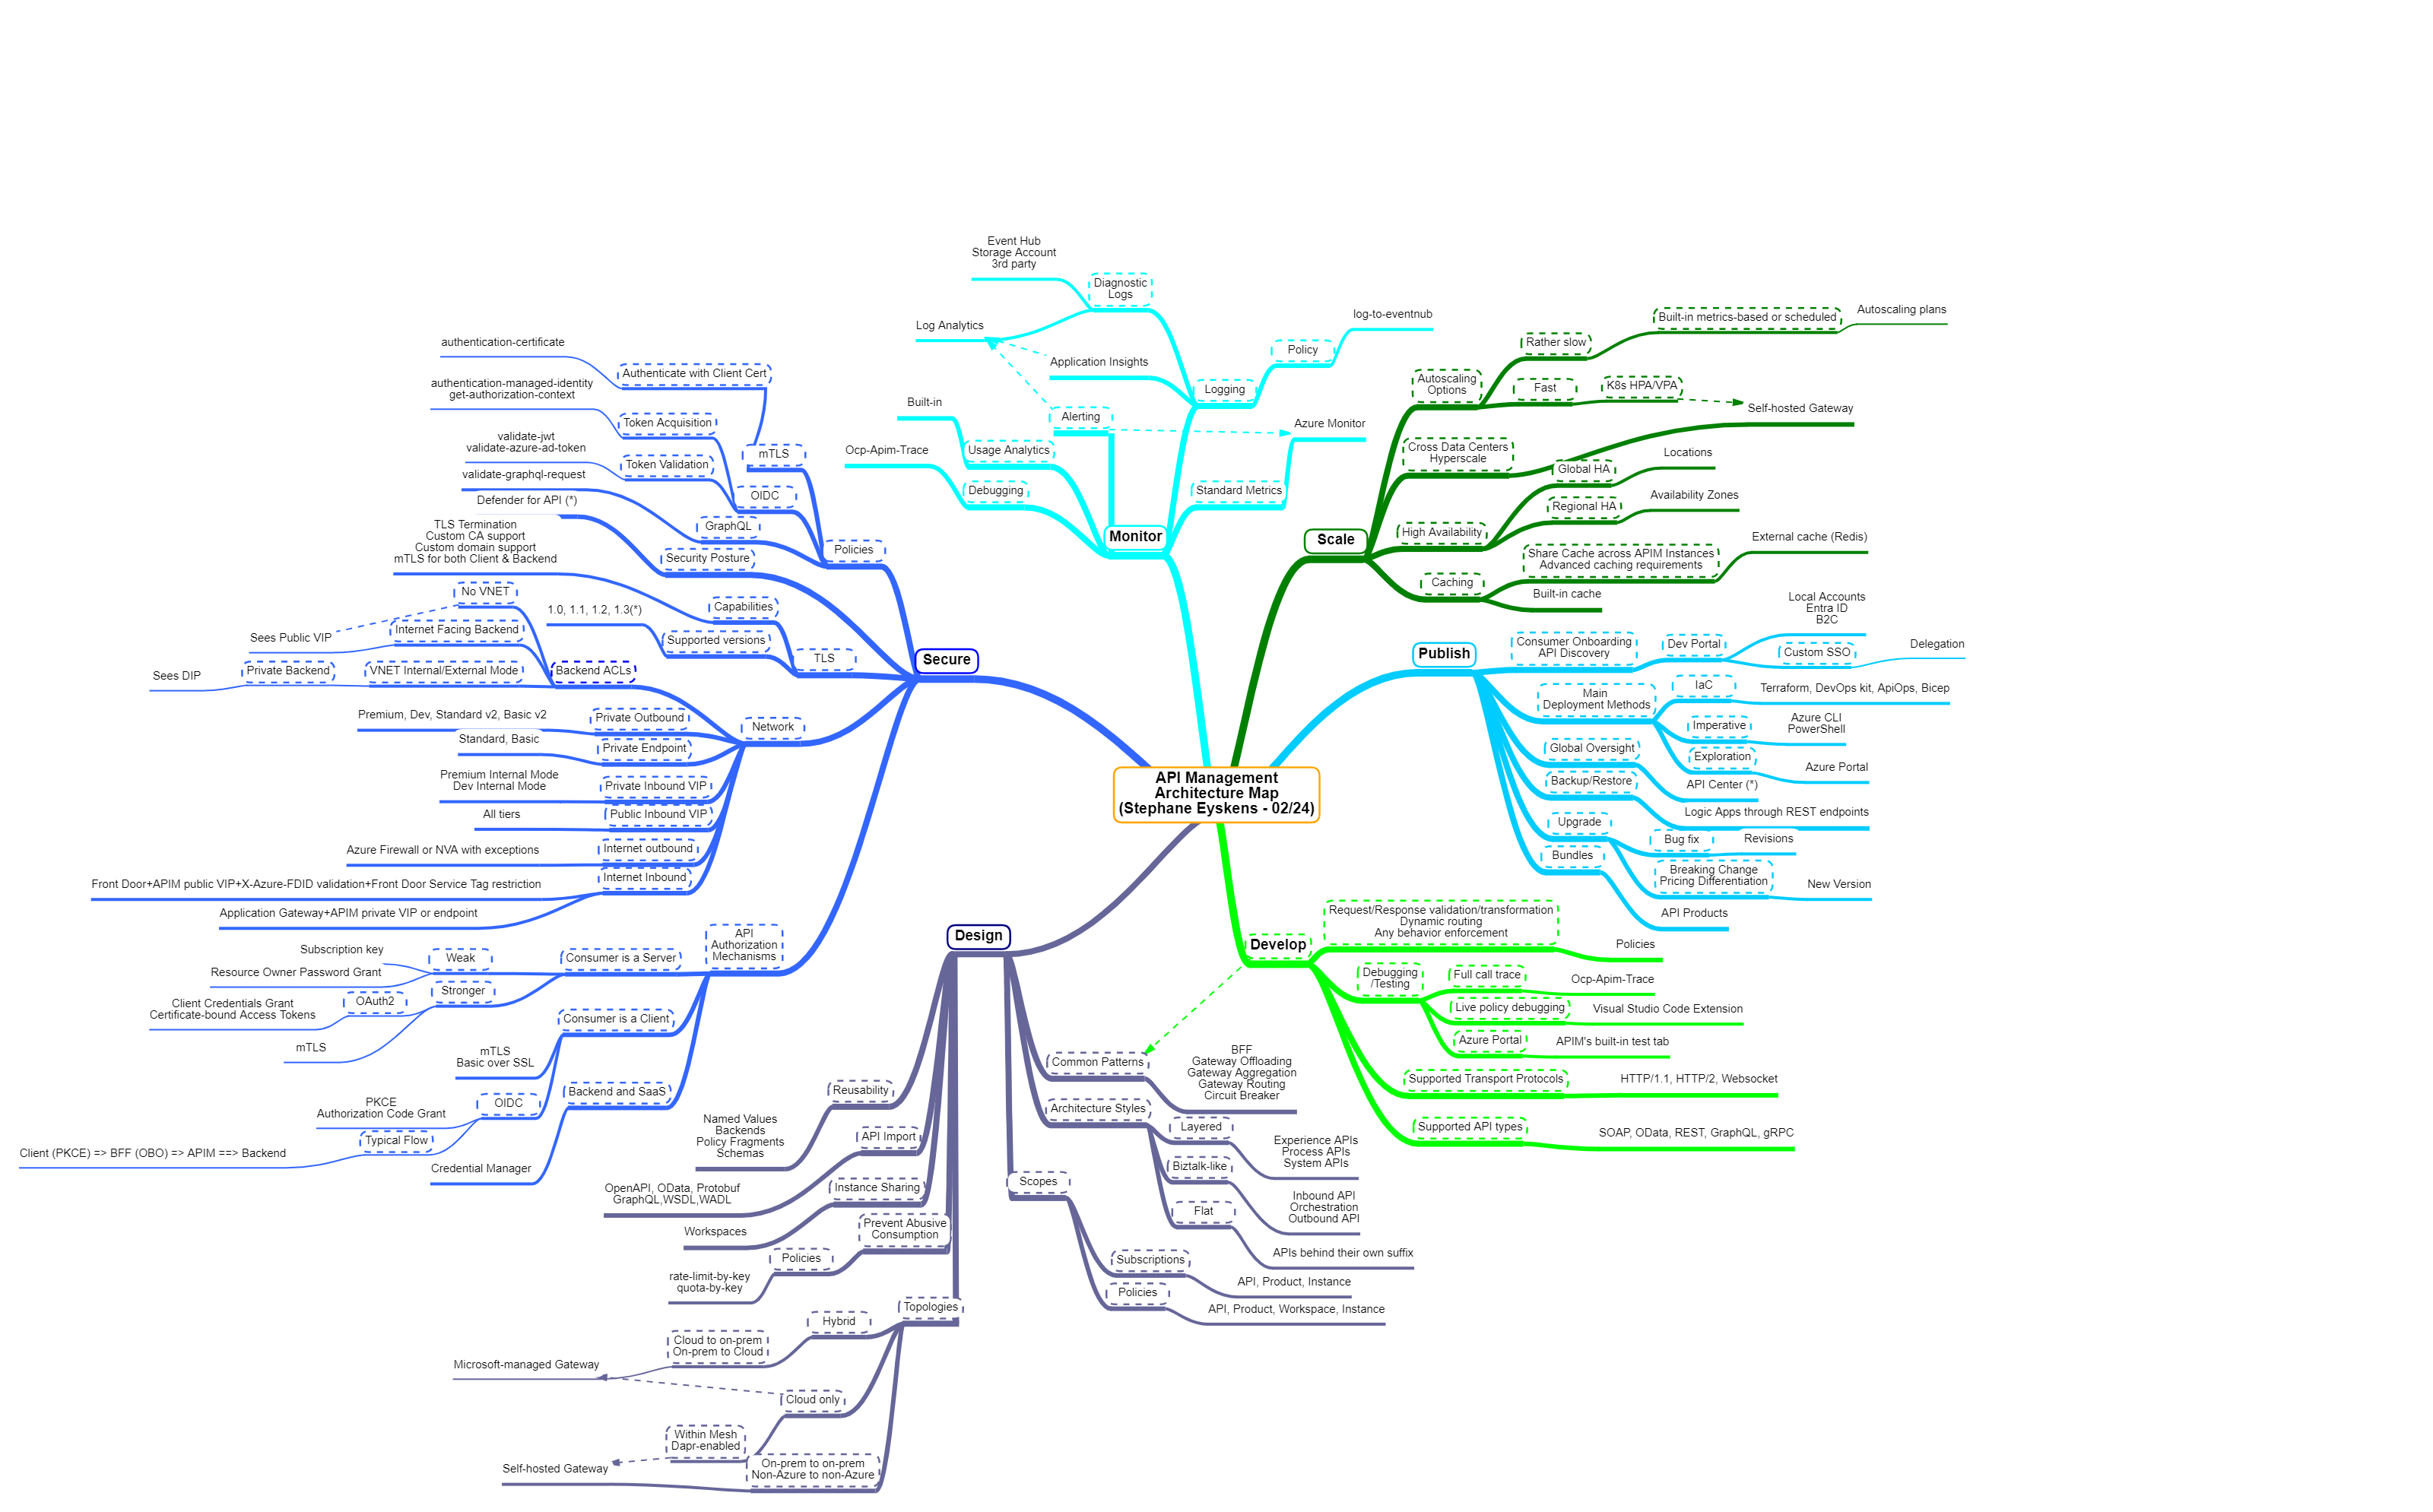 API Management
Architecture Map
(Stephane Eyskens - 02/24)
Monitor
Logging
Diagnostic
Logs
Event Hub
Storage Account
3rd party
Log Analytics
Application Insights
Policy
log-to-eventnub
Alerting
Azure Monitor
Standard Metrics
Usage Analytics
Built-in
Debugging
Ocp-Apim-Trace
Scale
Autoscaling
Options
Rather slow
Built-in metrics-based or scheduled
Autoscaling plans
Fast
K8s HPA/VPA
Self-hosted Gateway
Cross Data Centers
Hyperscale
High Availability
Global HA
Locations
Regional HA
Availability Zones
Caching
Share Cache across APIM Instances
Advanced caching requirements
External cache (Redis)
Built-in cache
Publish
Consumer Onboarding
API Discovery
Dev Portal
Local Accounts
Entra ID
B2C
Custom SSO
Delegation
Main
Deployment Methods
IaC
Terraform, DevOps kit, ApiOps, Bicep
Imperative
Azure CLI
PowerShell
Exploration
Azure Portal
Global Oversight
API Center (*)
Backup/Restore
Logic Apps through REST endpoints
Upgrade
Bug fix
Revisions
Breaking Change
Pricing Differentiation
New Version
Bundles
API Products
Develop
Request/Response validation/transformation
Dynamic routing
Any behavior enforcement
Policies
Debugging
/Testing
Full call trace
Ocp-Apim-Trace
Live policy debugging
Visual Studio Code Extension
Azure Portal
APIM's built-in test tab
Supported Transport Protocols
HTTP/1.1, HTTP/2, Websocket
Supported API types
SOAP, OData, REST, GraphQL, gRPC
Design
Common Patterns
BFF
Gateway Offloading
Gateway Aggregation
Gateway Routing
Circuit Breaker
Architecture Styles
Layered
Experience APIs
Process APIs
System APIs
Biztalk-like
Inbound API
Orchestration
Outbound API
Flat
APIs behind their own suffix
Scopes
Subscriptions
API, Product, Instance
Policies
API, Product, Workspace, Instance
Reusability
Named Values
Backends
Policy Fragments
Schemas
API Import
OpenAPI, OData, Protobuf
GraphQL,WSDL,WADL
Instance Sharing
Workspaces
Prevent Abusive
Consumption
Policies
rate-limit-by-key
quota-by-key
Topologies
Hybrid
Cloud to on-prem
On-prem to Cloud
Microsoft-managed Gateway
Cloud only
Within Mesh
Dapr-enabled
On-prem to on-prem
Non-Azure to non-Azure
Self-hosted Gateway
Secure
Policies
mTLS
Authenticate with Client Cert
authentication-certificate
OIDC
Token Acquisition
authentication-managed-identity
get-authorization-context
Token Validation
validate-jwt
validate-azure-ad-token
GraphQL
validate-graphql-request
Security Posture
Defender for API (*)
TLS
Capabilities
TLS Termination
Custom CA support
Custom domain support
mTLS for both Client & Backend
Supported versions
1.0, 1.1, 1.2, 1.3(*)
Network
Backend ACLs
No VNET
Internet Facing Backend
Sees Public VIP
VNET Internal/External Mode
Private Backend
Sees DIP
Private Outbound
Premium, Dev, Standard v2, Basic v2
Private Endpoint
Standard, Basic
Private Inbound VIP
Premium Internal Mode
Dev Internal Mode
Public Inbound VIP
All tiers
Internet outbound
Azure Firewall or NVA with exceptions
Internet Inbound
Front Door+APIM public VIP+X-Azure-FDID validation+Front Door Service Tag restriction
Application Gateway+APIM private VIP or endpoint
API
Authorization
Mechanisms
Consumer is a Server
Weak
Subscription key
Resource Owner Password Grant
Stronger
OAuth2
Client Credentials Grant
Certificate-bound Access Tokens
mTLS
Consumer is a Client
mTLS
Basic over SSL
OIDC
PKCE
Authorization Code Grant
Typical Flow
Client (PKCE) => BFF (OBO) => APIM ==> Backend
Backend and SaaS
Credential Manager